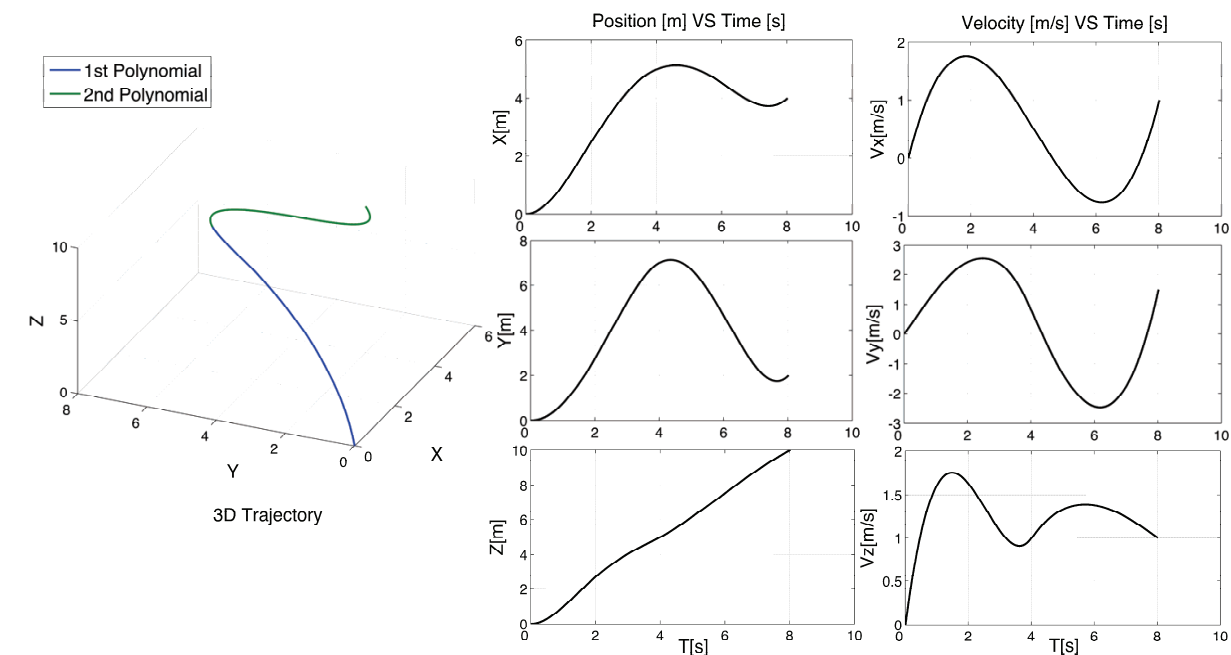 1st Polynomial
2nd Polynomial
10
5
0
Z
8
6
4
2
0
Y
0
2
4
6
X
3D Trajectory
Position [m] VS Time [s]
6
4
2
0
X[m]
0 2 4 6 8 10
8
6
4
2
0
Y[m]
0 2 4 6 8 10
10
8
6
4
2
0
Z[m]
0 2 4 6 8 10
T[s]
Velocity [m/s] VS Time [s]
2
1
0
-1
Vx[m/s]
0 2 4 6 8 10
3
2
1
0
-1
-2
-3
Vy[m/s]
0 2 4 6 8 10
2
1.5
1
0.5
0
Vz[m/s]
0 2 4 6 8 10
T[s]